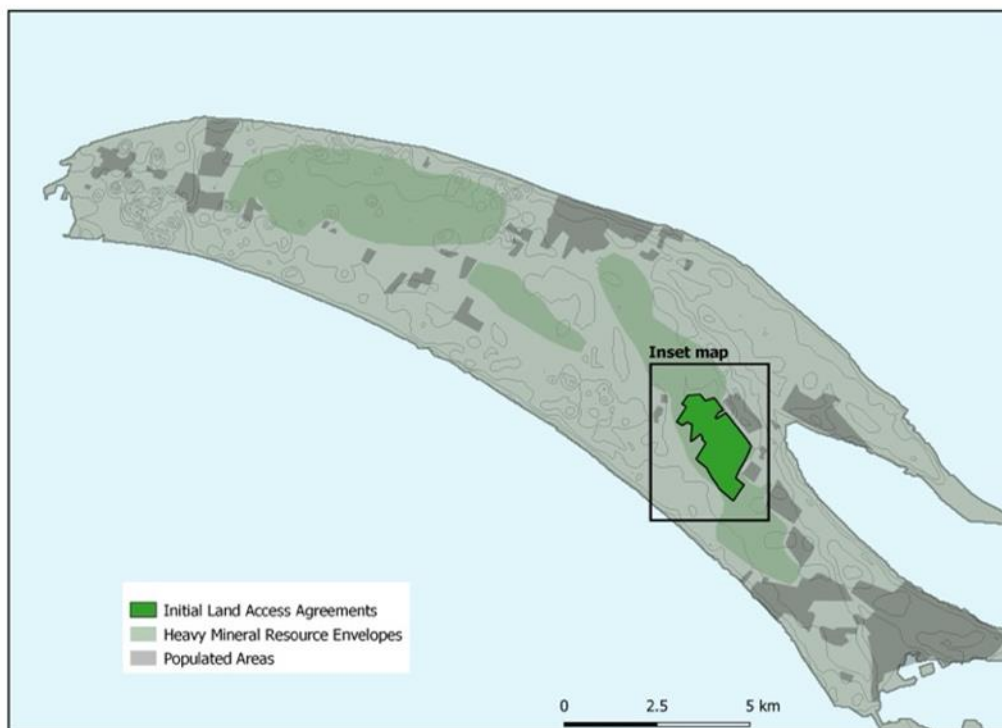 Inset map
Initial Land Access Agreements
Heavy Mineral Resource Envelopes
Populated Areas
0 2.5 5 km